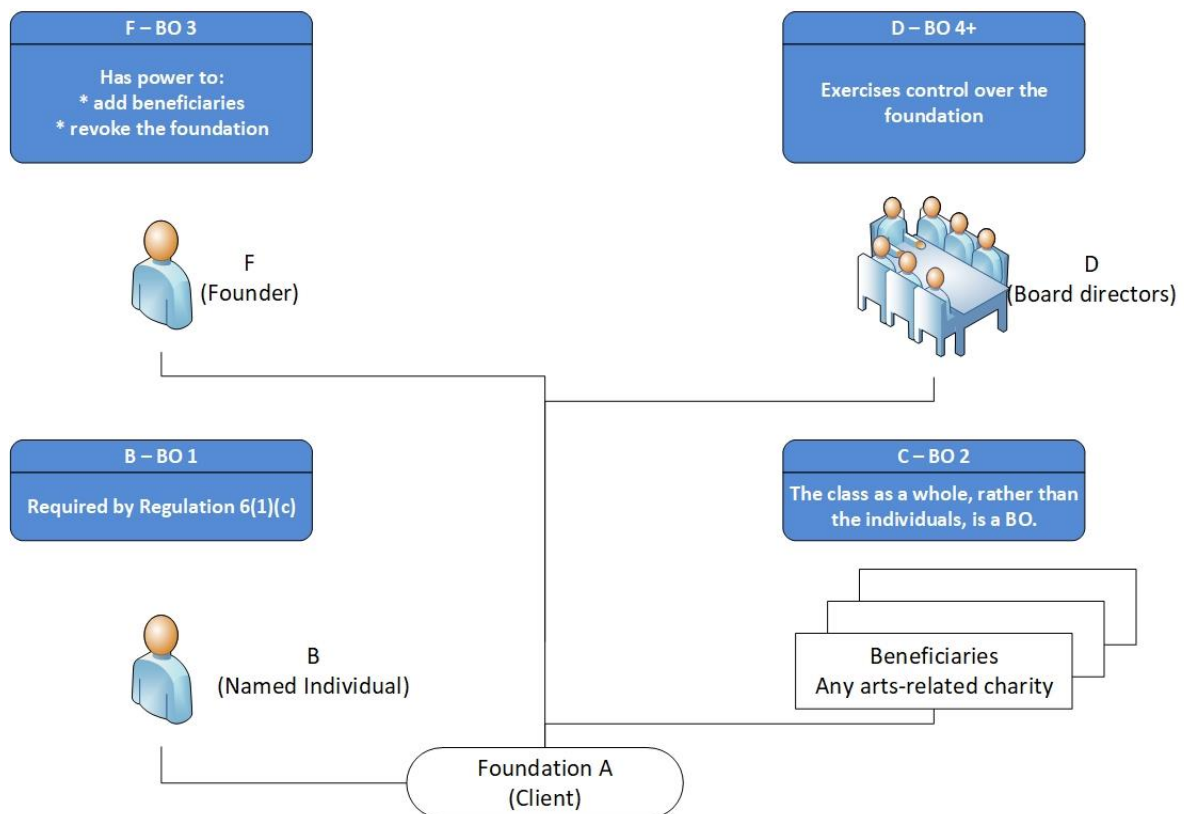 F – BO 3
Has power to:
* add beneficiaries
* revoke the foundation
D – BO 4+
Exercises control over the
foundation
F
(Founder)
D
(Board directors)
B – BO 1
Required by Regulation 6(1)(c)
C – BO 2
The class as a whole, rather than
the individuals, is a BO.
B
(Named Individual)
Beneficiaries
Any arts-related charity
Foundation A
(Client)